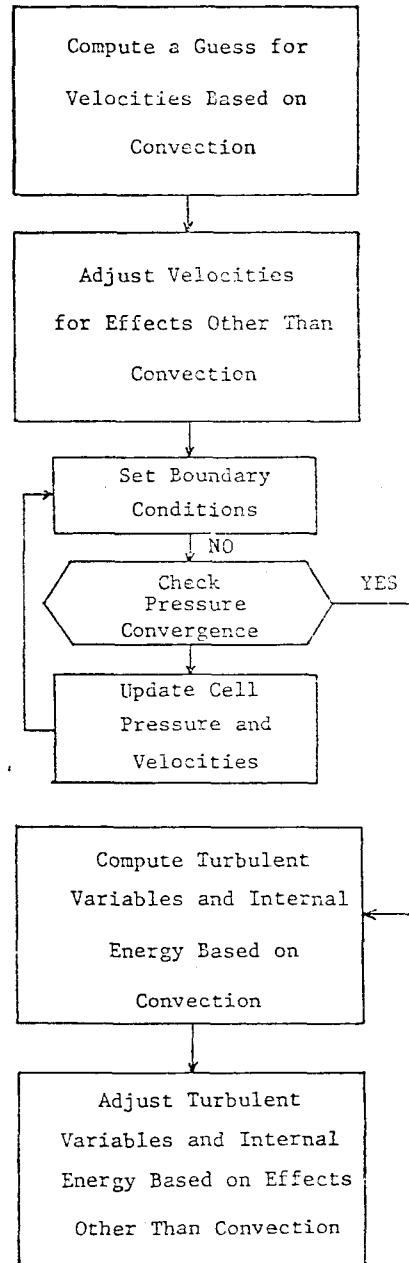 Compute a Guess for
Velocities Based on
Convection
Adjust Velocities
for Effects Other Than
Convection
Set Boundary
Conditions
NO
Check
Pressure
Convergence
YES
Update Cell
Pressure and
Velocities
Compute Turbulent
Variables and Internal
Energy Based on
Convection
Adjust Turbulent
Variables and Internal
Energy Based on Effects
Other Than Convection